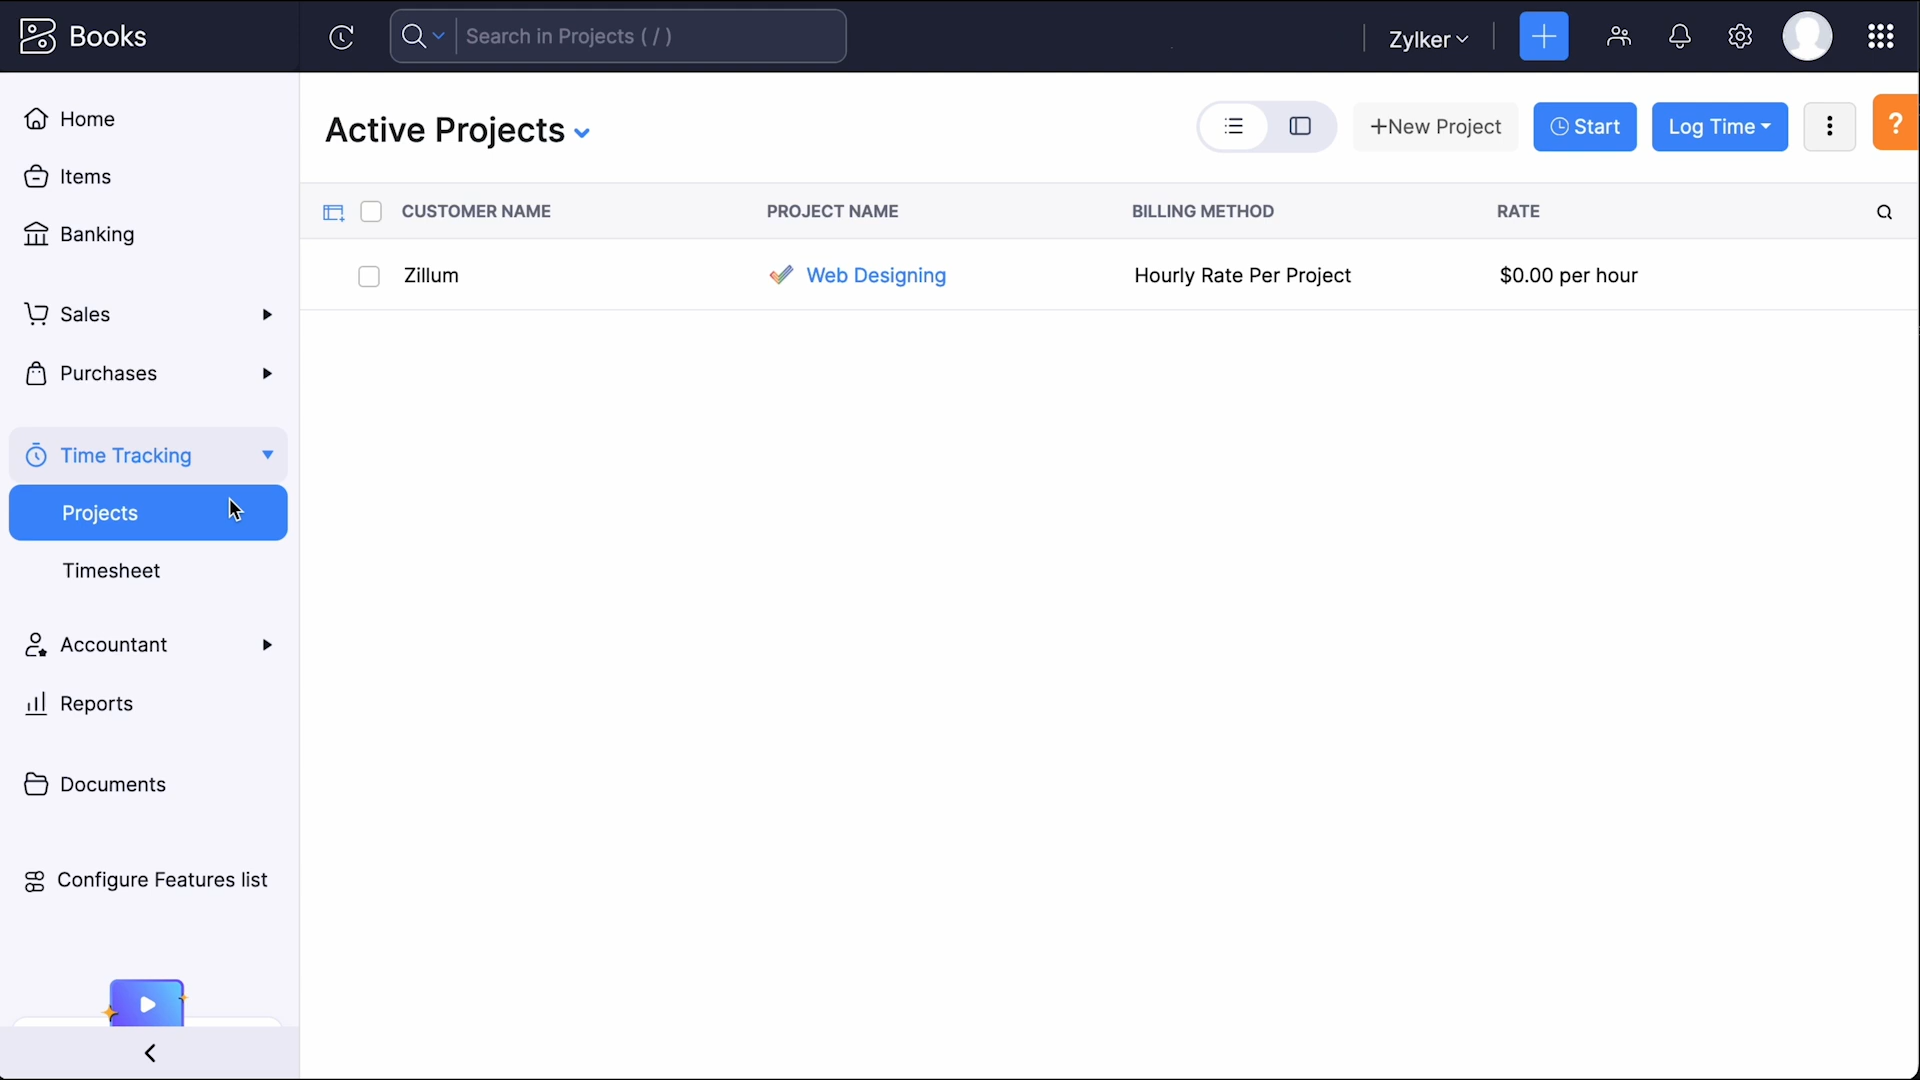 Books
Search in Projects ( / )
Zylker
Home
Items
Banking
Sales
Purchases
Time Tracking
Projects
Timesheet
Accountant
Reports
Documents
Configure Features list
Active Projects
+New Project
Start
Log Time
?
CUSTOMER NAME PROJECT NAME BILLING METHOD RATE
Zillum Web Designing Hourly Rate Per Project $0.00 per hour